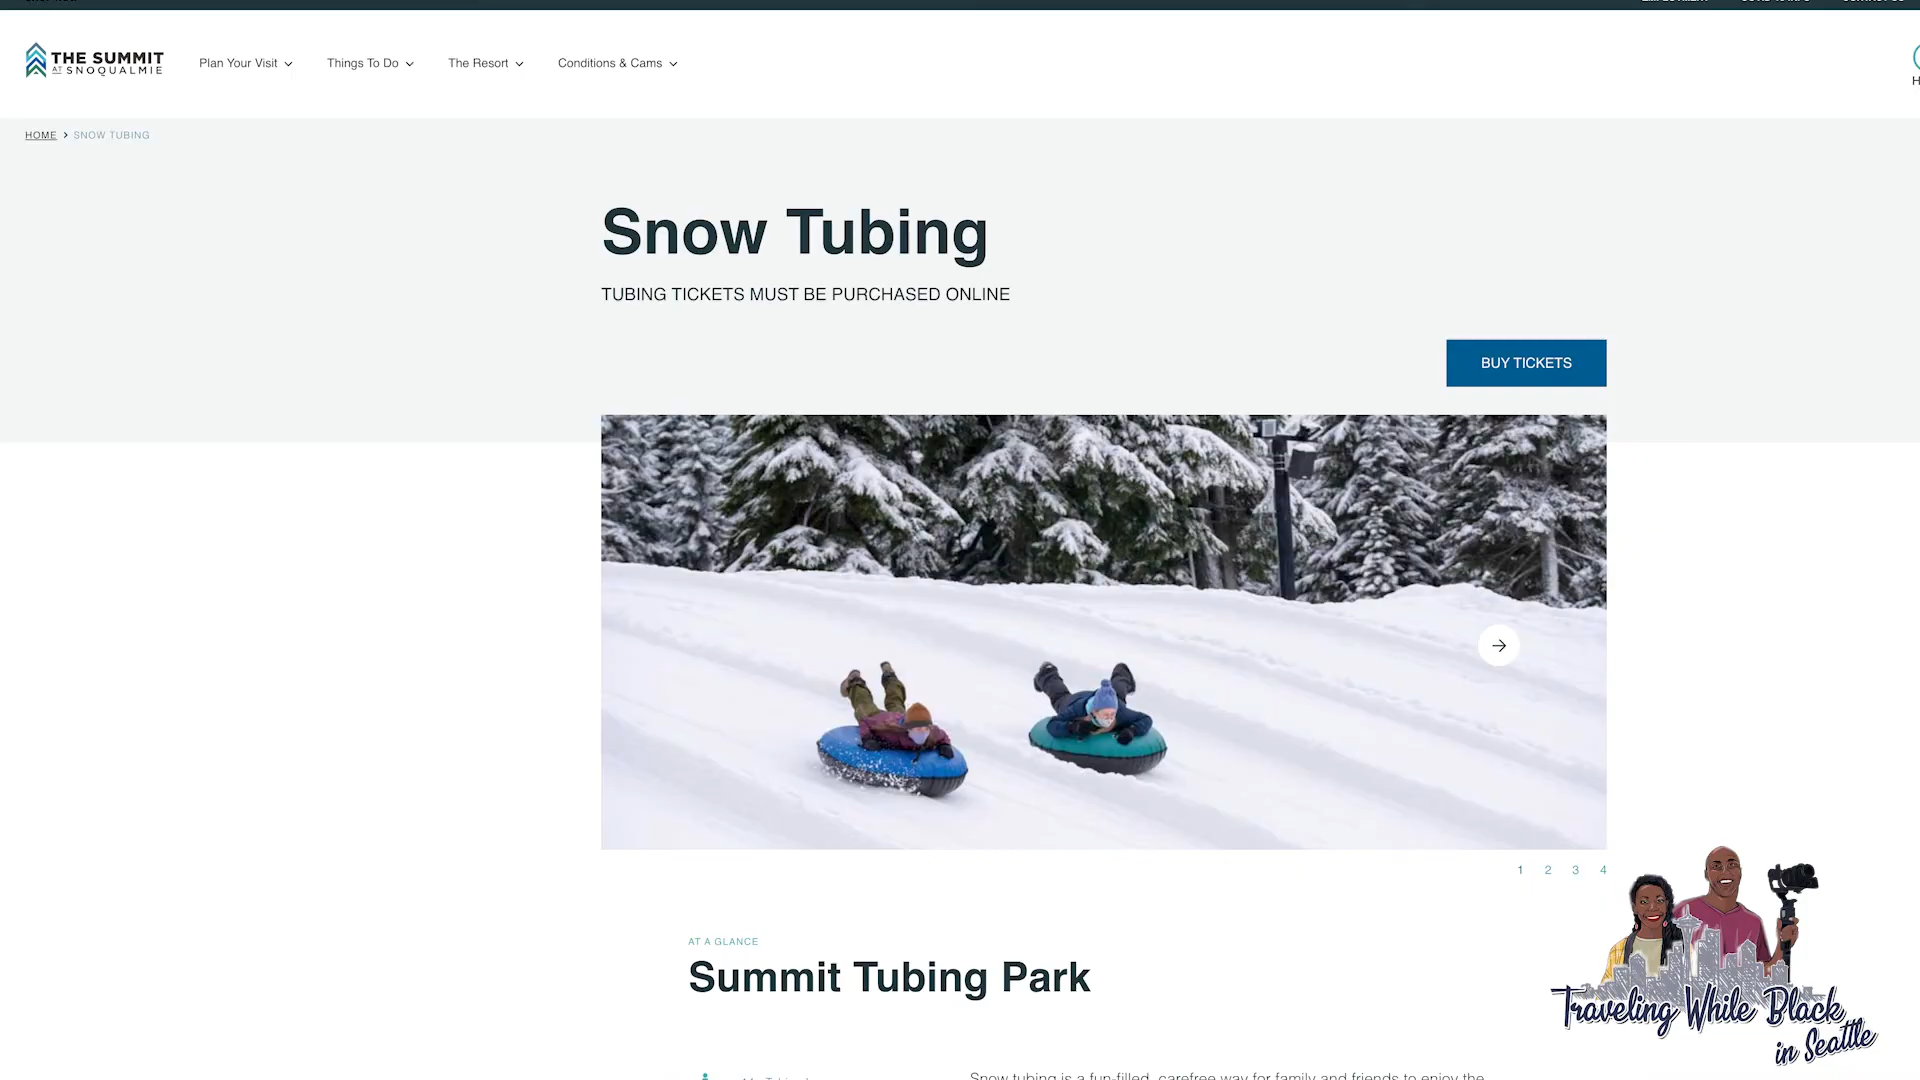 THE SUMMIT
AT SNOQUALMIE
Plan Your Visit
Things To Do
The Resort
Conditions & Cams
HOME > SNOW TUBING
Snow Tubing
TUBING TICKETS MUST BE PURCHASED ONLINE
BUY TICKETS
1 2 3 4
AT A GLANCE
Summit Tubing Park
Snow tubing is a fun-filled, carefree way for family and friends to enjoy the
Traveling While Black
in Seattle